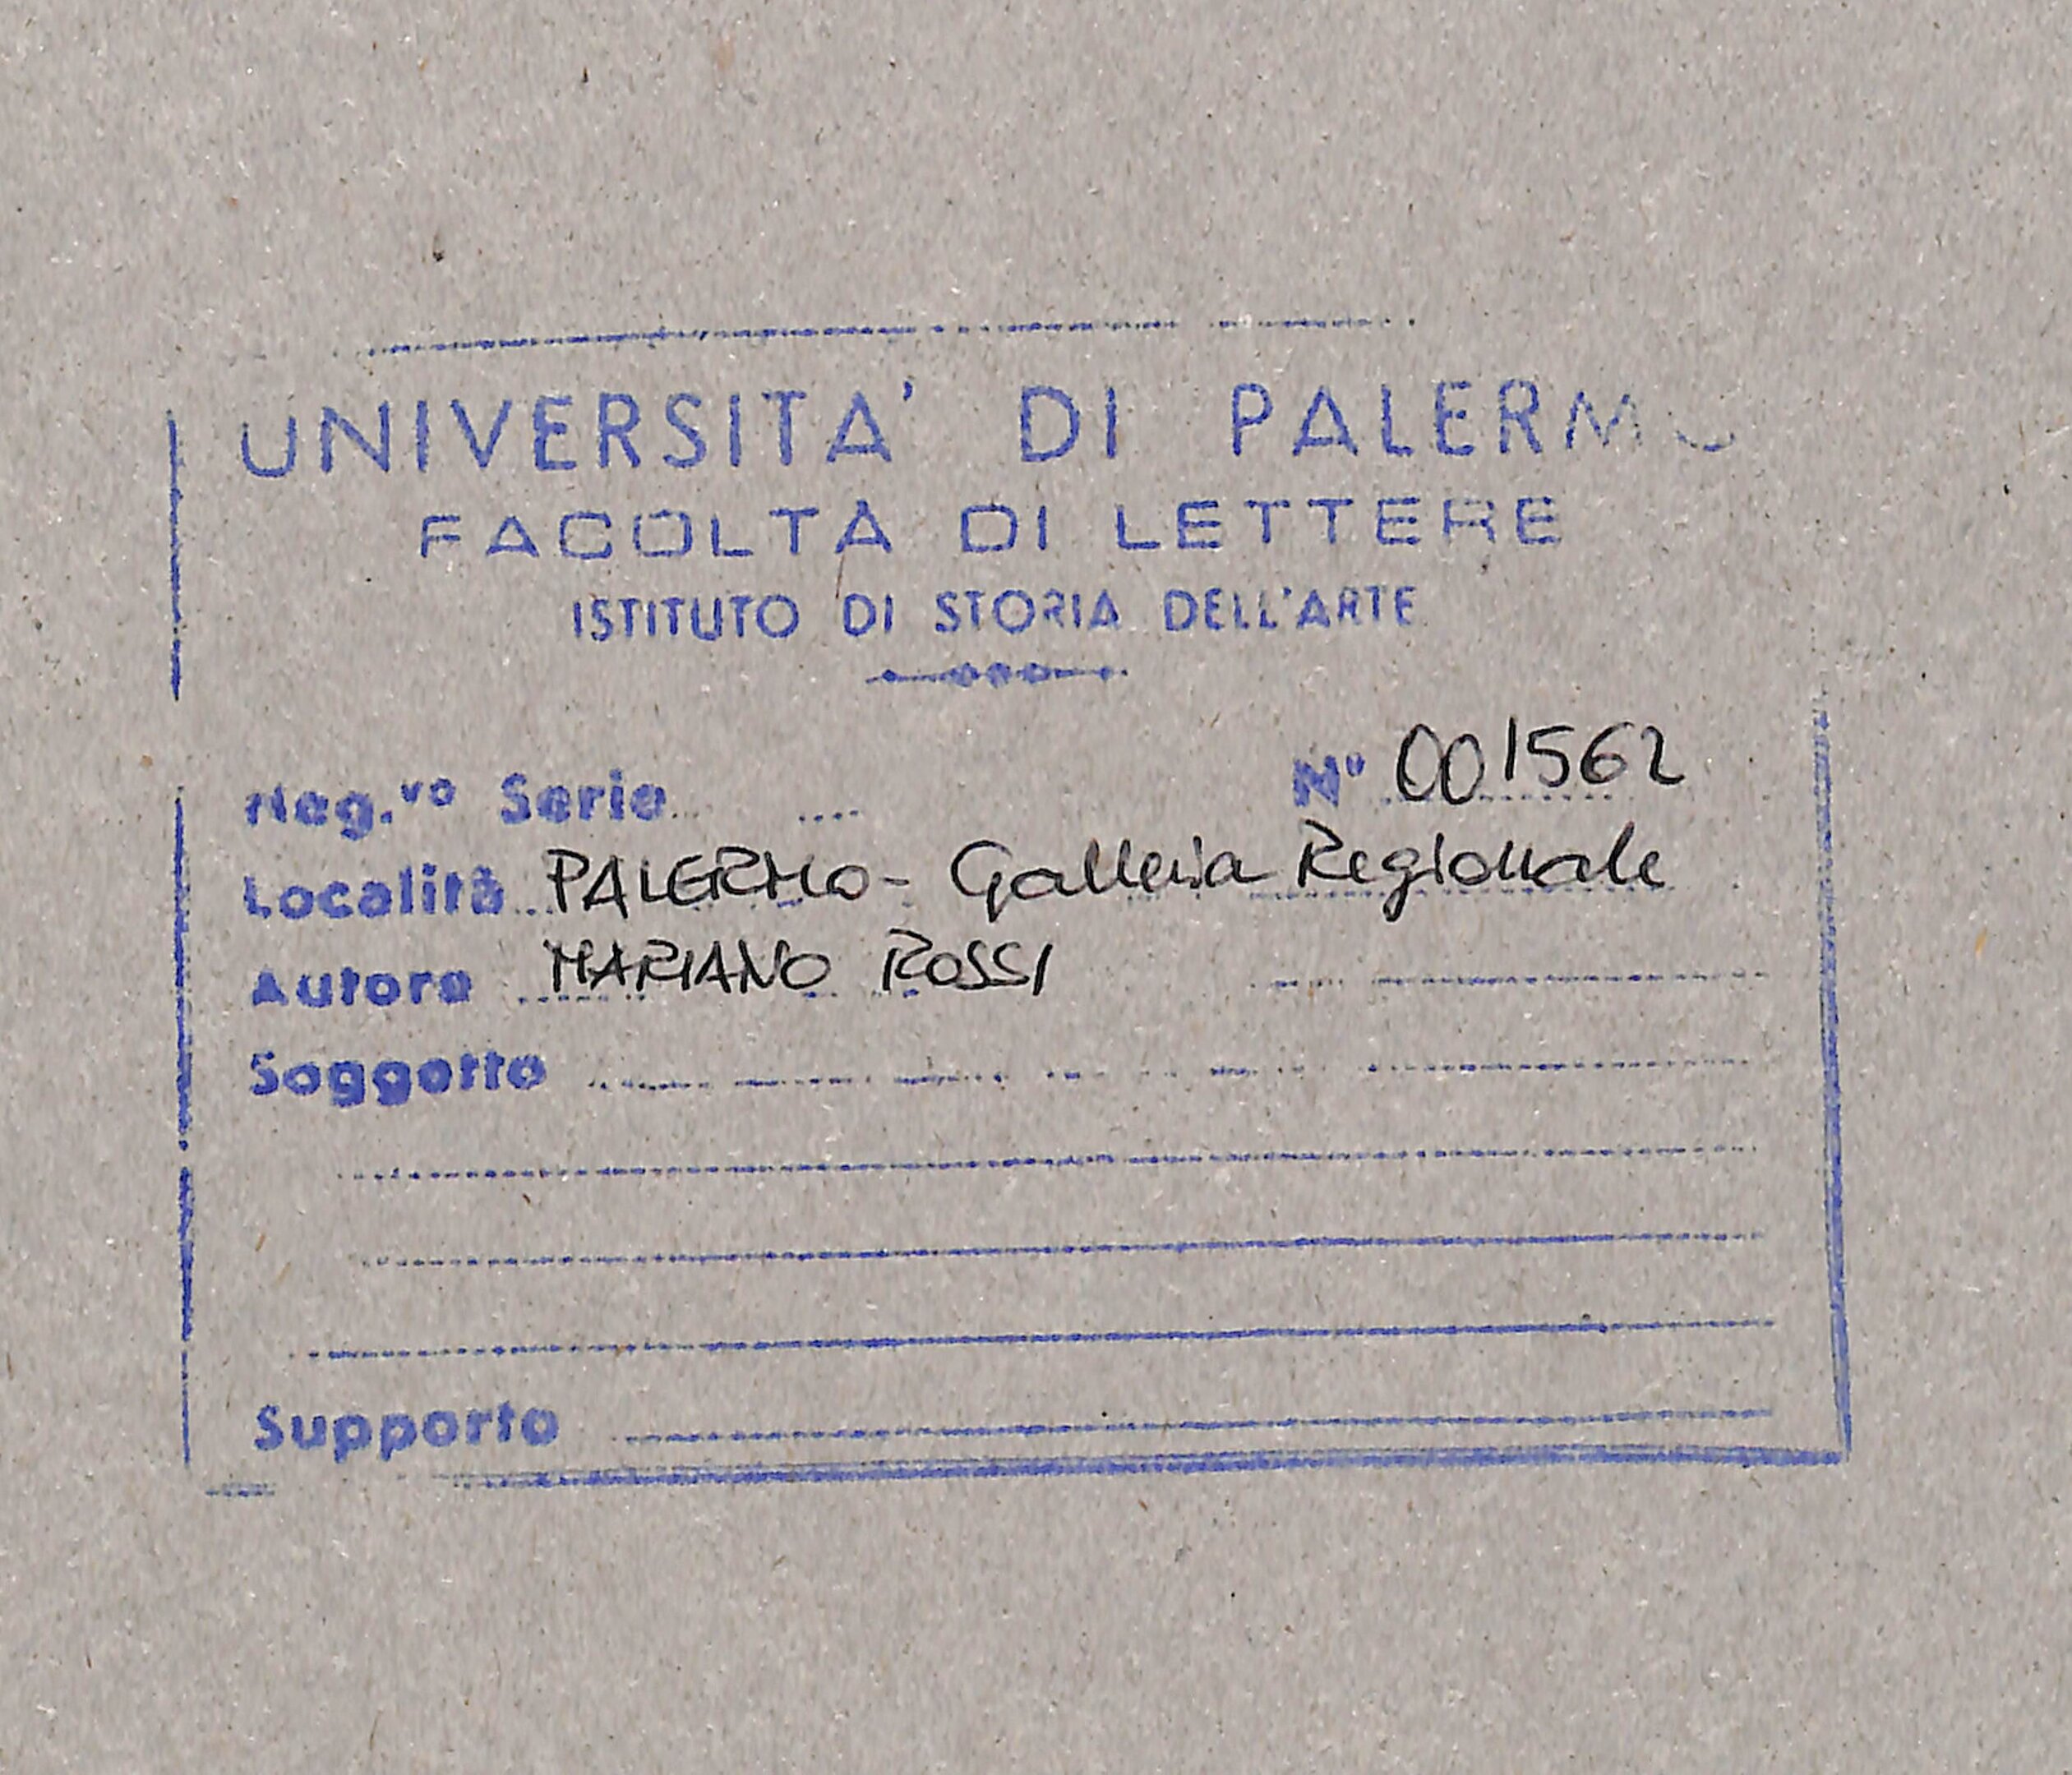 UNIVERSITA' DI PALERMO
FACOLTA DI LETTERE
ISTITUTO DI STORIA DELL'ARTE
Neg.vo Serie N° 001562
Località PALERMO - Galleria Regionale
Autore MARIANO ROSSI
Soggetto
Supporto